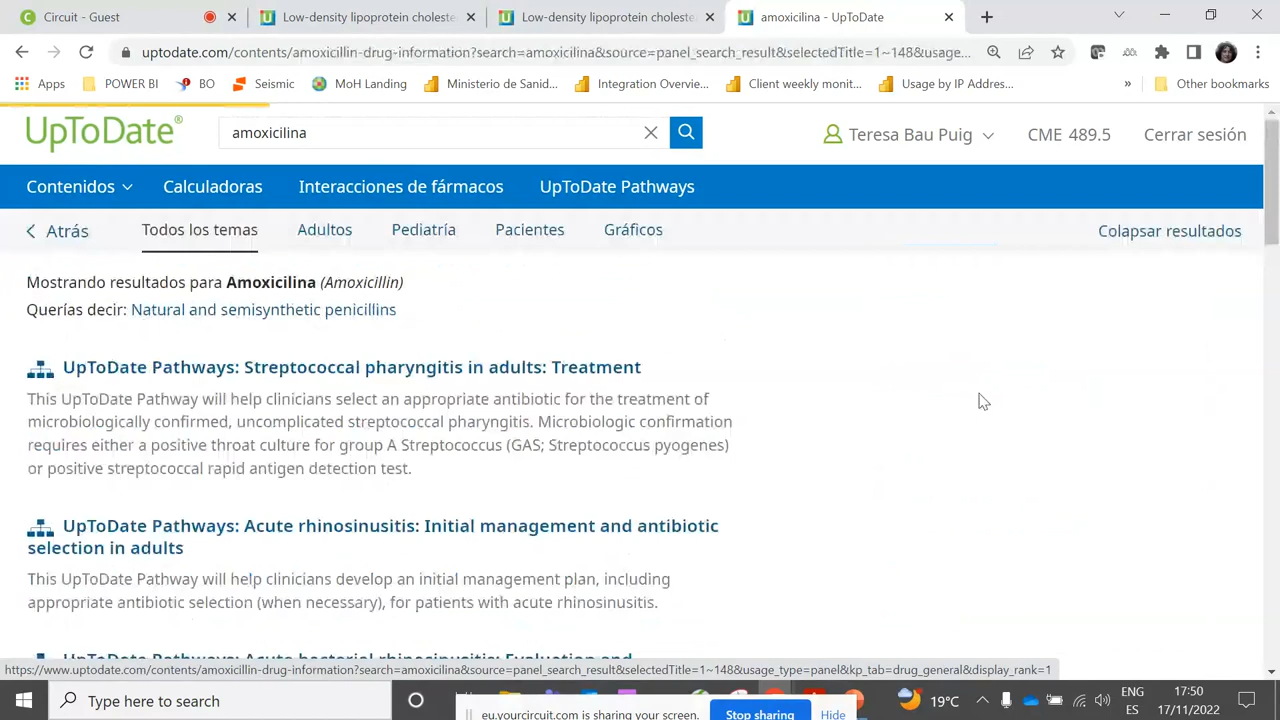 Circuit - Guest
Low-density lipoprotein choleste
Low-density lipoprotein choleste
amoxicilina - UpToDate
uptodate.com/contents/amoxicillin-drug-information?search=amoxicilina&source=panel_search_result&selectedTitle=1~148&usage...
Apps POWER BI BO Seismic MoH Landing Ministerio de Sanid... Integration Overvie... Client weekly monit... Usage by IP Addres... » Other bookmarks
UpToDate® amoxicilina Teresa Bau Puig CME 489.5 Cerrar sesión
Contenidos Calculadoras Interacciones de fármacos UpToDate Pathways
Atrás Todos los temas Adultos Pediatría Pacientes Gráficos Colapsar resultados
Mostrando resultados para Amoxicilina (Amoxicillin)
Querías decir: Natural and semisynthetic penicillins
UpToDate Pathways: Streptococcal pharyngitis in adults: Treatment
This UpToDate Pathway will help clinicians select an appropriate antibiotic for the treatment of
microbiologically confirmed, uncomplicated streptococcal pharyngitis. Microbiologic confirmation
requires either a positive throat culture for group A Streptococcus (GAS; Streptococcus pyogenes)
or positive streptococcal rapid antigen detection test.
UpToDate Pathways: Acute rhinosinusitis: Initial management and antibiotic
selection in adults
This UpToDate Pathway will help clinicians develop an initial management plan, including
appropriate antibiotic selection (when necessary), for patients with acute rhinosinusitis.
https://www.uptodate.com/contents/amoxicillin-drug-information?search=amoxicilina&source=panel_search_result&selectedTitle=1~148&usage_type=panel&kp_tab=drug_general&display_rank=1
Type here to search
eu.yourcircuit.com is sharing your screen. Stop sharing Hide
19°C
ENG
ES
17:50
17/11/2022